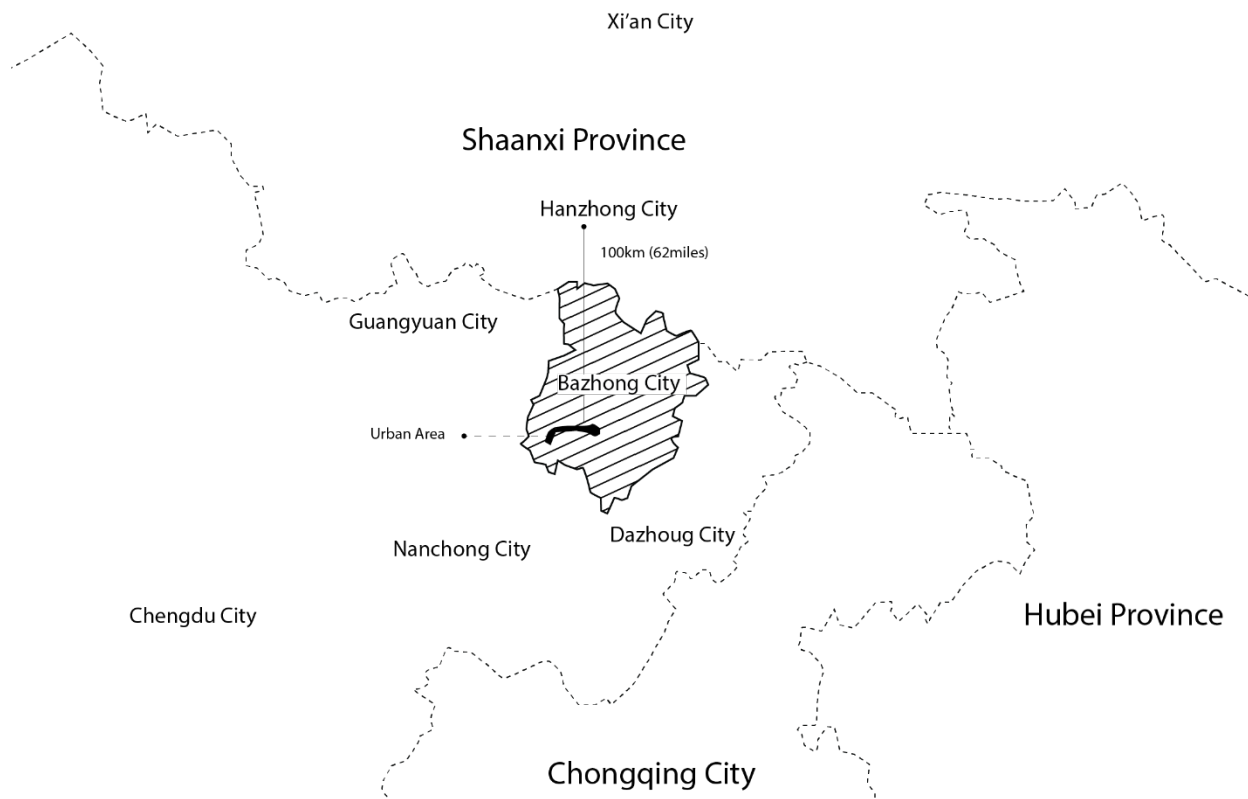 Xi'an City
Shaanxi Province
Hanzhong City
100km (62miles)
Guangyuan City
Bazhong City
Urban Area
Dazhoug City
Nanchong City
Chengdu City
Hubei Province
Chongqing City